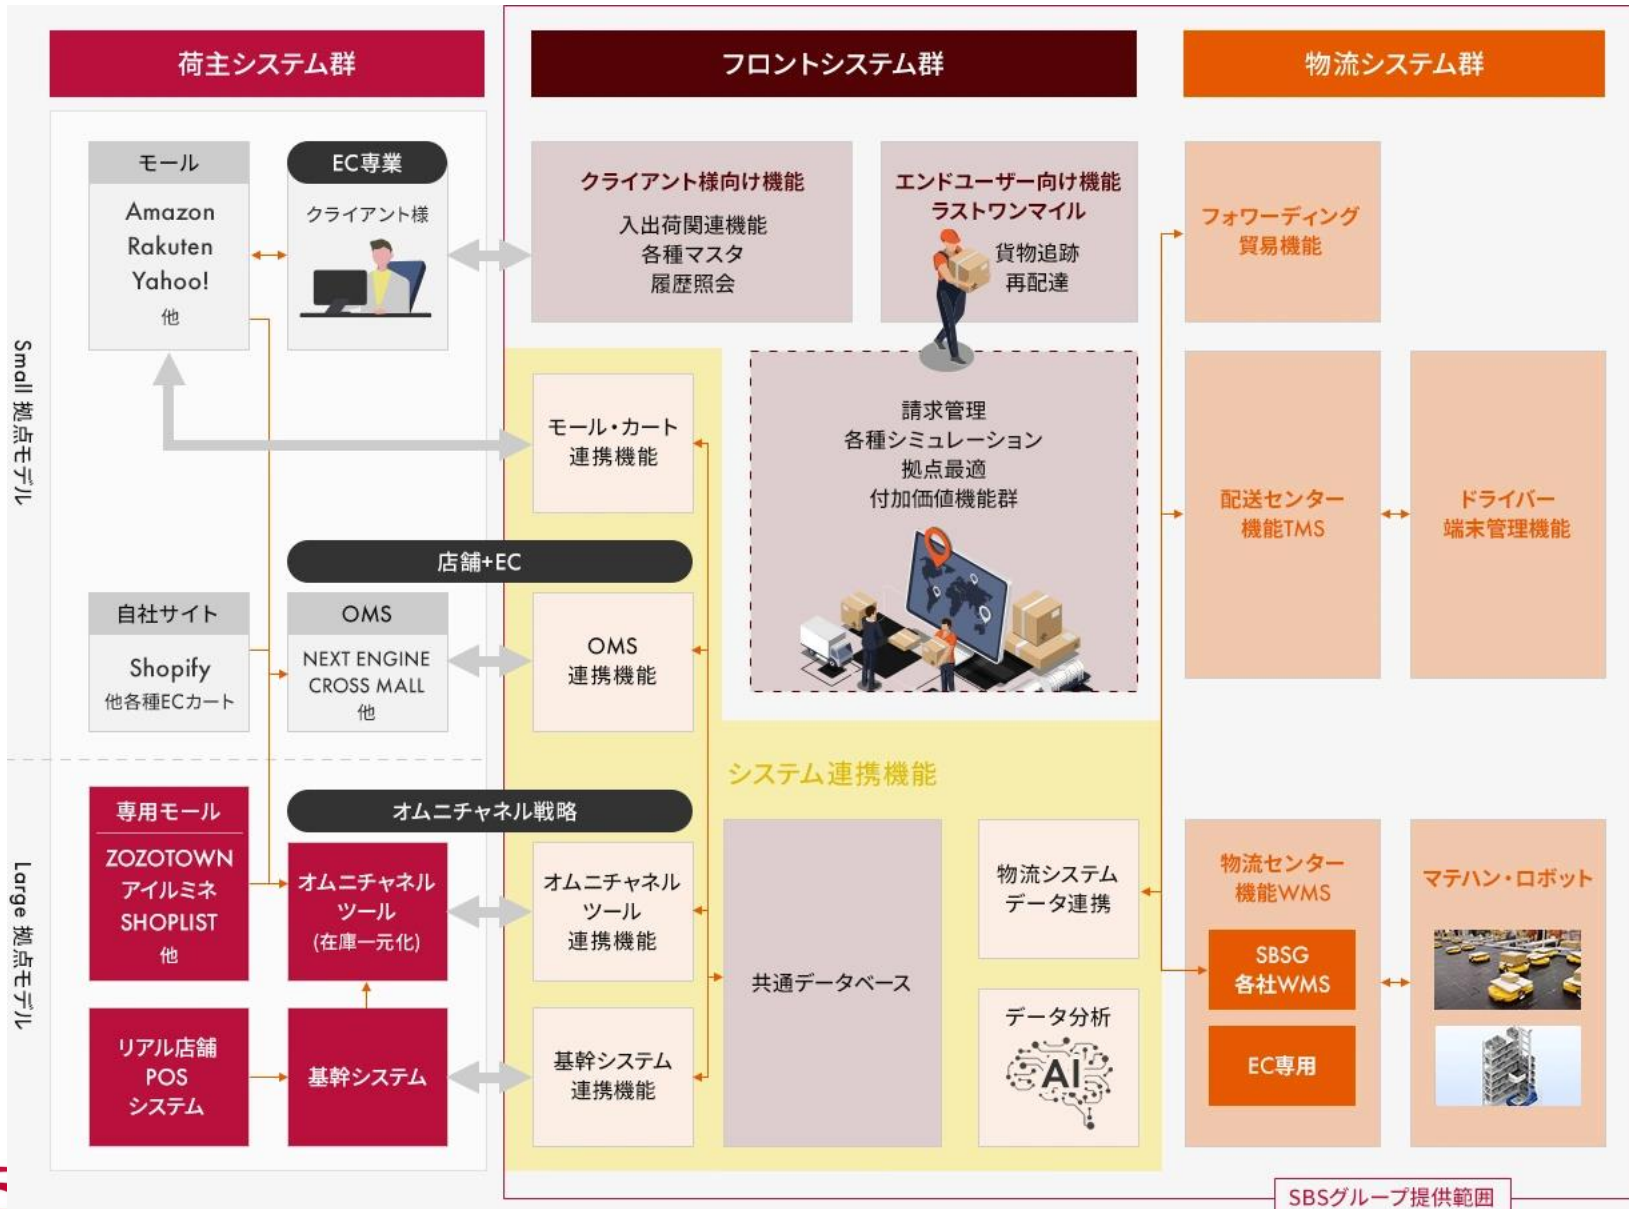 荷主システム群
フロントシステム群
物流システム群
Small 拠点モデル
モール
Amazon
Rakuten
Yahoo!
他
EC専業
クライアント様
クライアント様向け機能
入出荷関連機能
各種マスタ
履歴照会
エンドユーザー向け機能
ラストワンマイル
貨物追跡
再配達
フォワーディング
貿易機能
モール・カート
連携機能
請求管理
各種シミュレーション
拠点最適
付加価値機能群
配送センター
機能TMS
ドライバー
端末管理機能
店舗+EC
自社サイト
Shopify
他各種ECカート
OMS
NEXT ENGINE
CROSS MALL
他
OMS
連携機能
システム連携機能
Large 拠点モデル
専用モール
ZOZOTOWN
アイルミネ
SHOPLIST
他
オムニチャネル戦略
オムニチャネル
ツール
(在庫一元化)
オムニチャネル
ツール
連携機能
共通データベース
物流システム
データ連携
物流センター
機能WMS
SBSG
各社WMS
EC専用
マテハン・ロボット
リアル店舗
POS
システム
基幹システム
基幹システム
連携機能
データ分析
AI
SBSグループ提供範囲